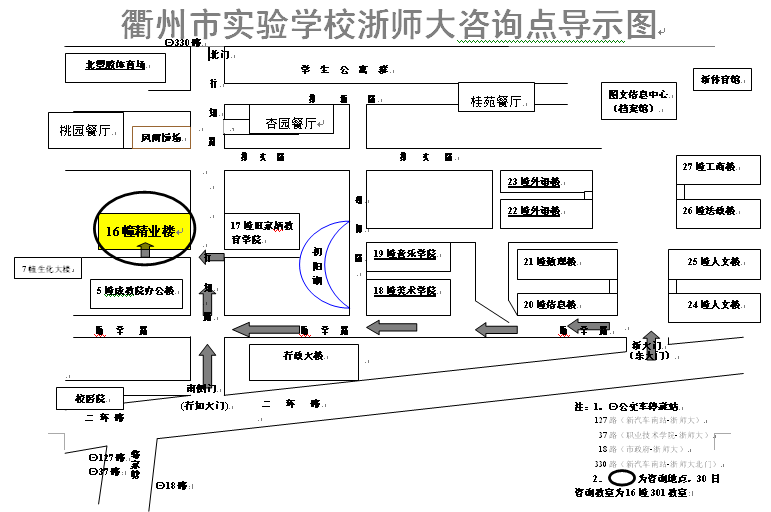 衢州市实验学校浙师大咨询点导示图
330路
北门
北塑胶体育场
学生公寓群
新体育馆
行
桂苑餐厅
图文信息中心
(档案馆)
知
杏园餐厅
桃园餐厅
风雨操场
路
23幢外语楼
27幢工商楼
22幢外语楼
26幢法政楼
16幢精业楼
17幢田家炳教
育学院
初
阳
湖
19幢音乐学院
21幢数理楼
25幢人文楼
7幢生化大楼
行
知
路
5幢成教院办公楼
18幢美术学院
20幢信息楼
24幢人文楼
励学路
励学路
励学路
行政大楼
新大门
(东大门)
南侧门
(行知大门)
校医院
二环路
二环路
注:1、公交车停靠站
127路(新汽车南站-浙师大)
37路(职业技术学院-浙师大)
18路(市政府-浙师大)
330路(新汽车南站-浙师大北门)
2、为咨询地点,30日
咨询教室为16幢301教室
127路
37路
18路